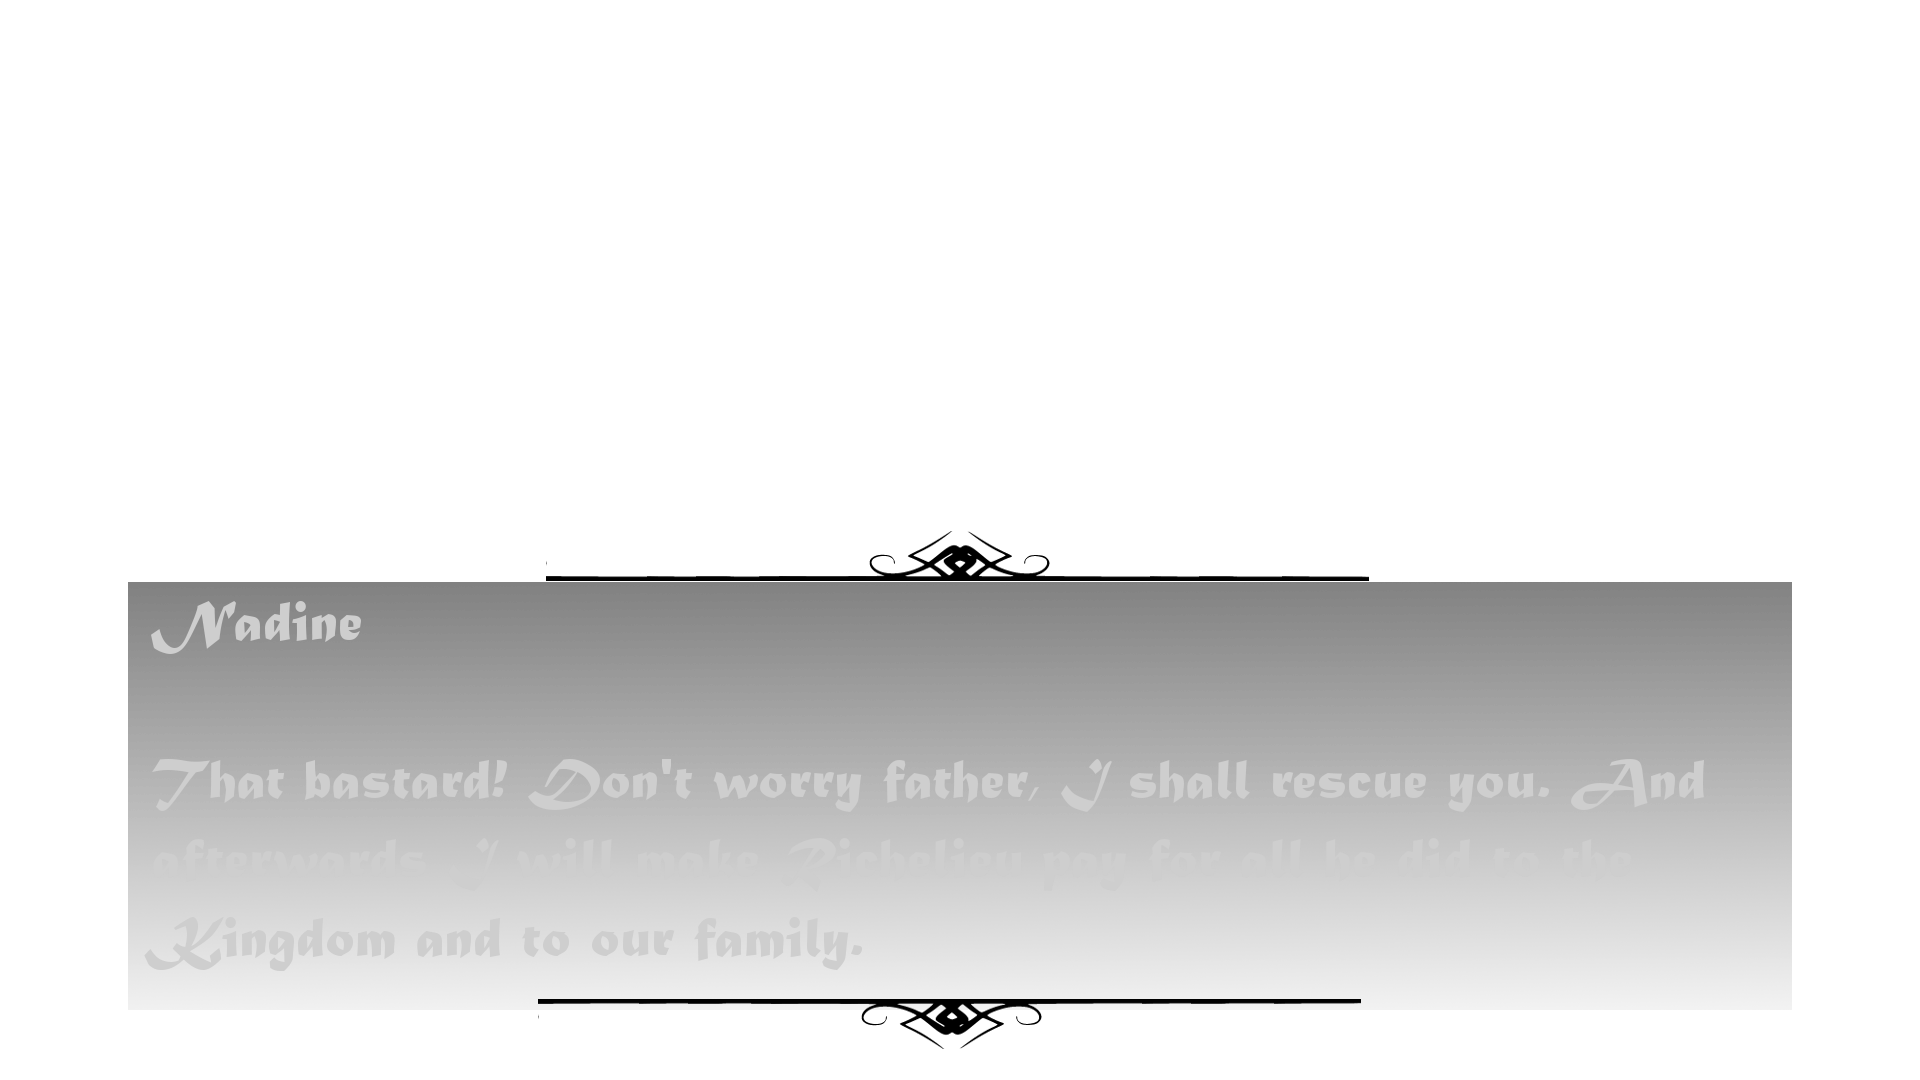 Nadine
That bastard! Don't worry father, I shall rescue you. And
afterwards I will make Richelieu pay for all he did to the
Kingdom and to our family.